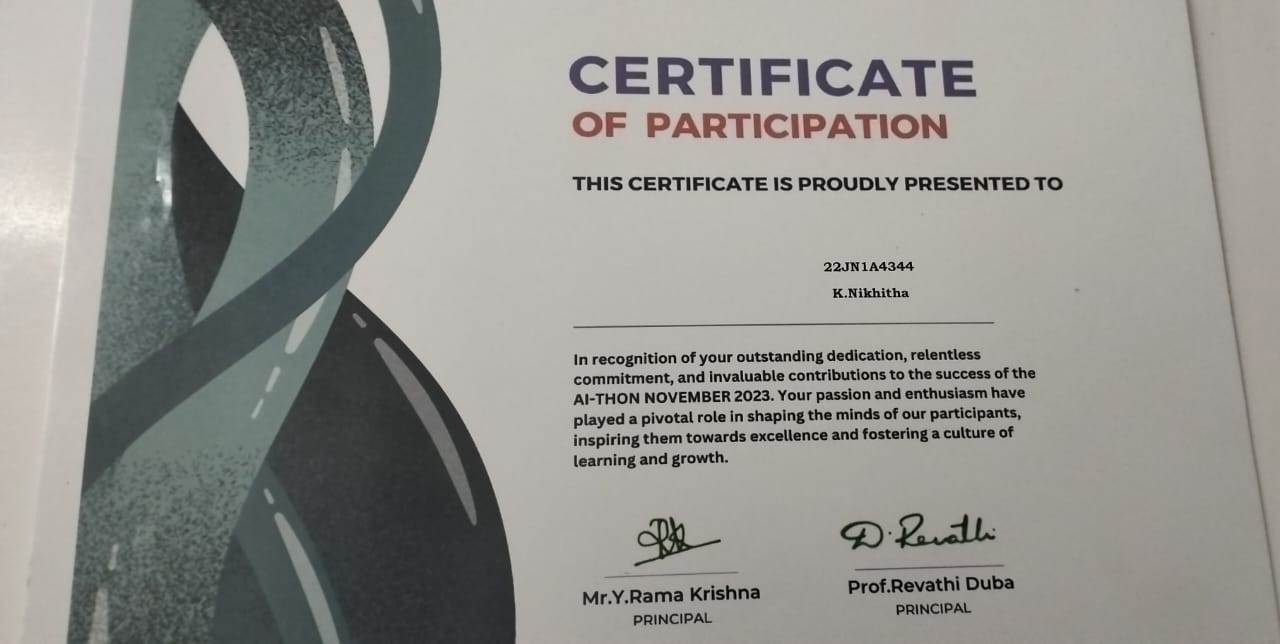 CERTIFICATE
OF PARTICIPATION
THIS CERTIFICATE IS PROUDLY PRESENTED TO
22JN1A4344
K.Nikhitha
In recognition of your outstanding dedication, relentless
commitment, and invaluable contributions to the success of the
AI-THON NOVEMBER 2023. Your passion and enthusiasm have
played a pivotal role in shaping the minds of our participants,
inspiring them towards excellence and fostering a culture of
learning and growth.
D. Revathi
Mr.Y.Rama Krishna
PRINCIPAL
Prof.Revathi Duba
PRINCIPAL